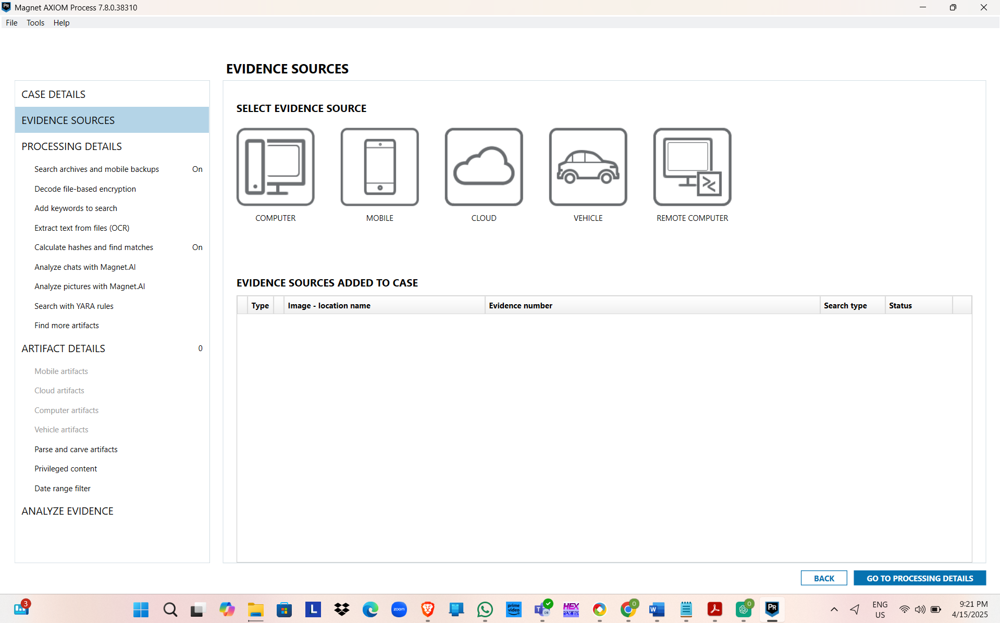 Magnet AXIOM Process 7.8.0.38310
File Tools Help
EVIDENCE SOURCES
CASE DETAILS
EVIDENCE SOURCES
PROCESSING DETAILS
Search archives and mobile backups On
Decode file-based encryption
Add keywords to search
Extract text from files (OCR)
Calculate hashes and find matches On
Analyze chats with Magnet.AI
Analyze pictures with Magnet.AI
Search with YARA rules
Find more artifacts
ARTIFACT DETAILS 0
Mobile artifacts
Cloud artifacts
Computer artifacts
Vehicle artifacts
Parse and carve artifacts
Privileged content
Date range filter
ANALYZE EVIDENCE
SELECT EVIDENCE SOURCE
COMPUTER MOBILE CLOUD VEHICLE REMOTE COMPUTER
EVIDENCE SOURCES ADDED TO CASE
Type Image - location name Evidence number Search type Status
BACK GO TO PROCESSING DETAILS
3
L
zoom
prime video
T
HEX
0
W
0
PR
ENG
US
9:21 PM
4/15/2025